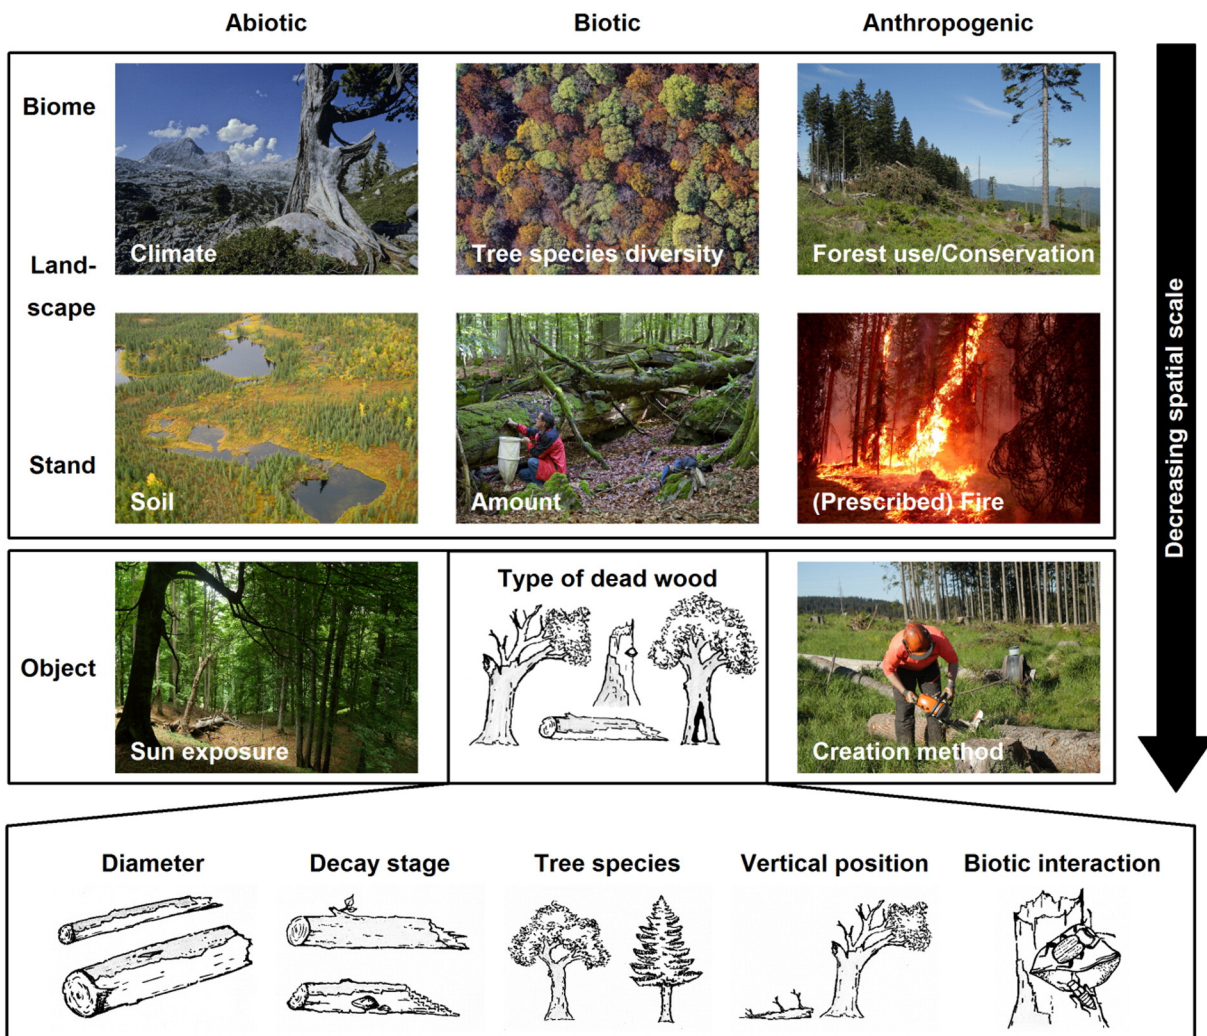 Abiotic
Biotic
Anthropogenic
Biome
Climate
Tree species diversity
Forest use/Conservation
Land-
scape
Stand
Soil
Amount
(Prescribed) Fire
Object
Sun exposure
Type of dead wood
Creation method
Decreasing spatial scale
Diameter
Decay stage
Tree species
Vertical position
Biotic interaction